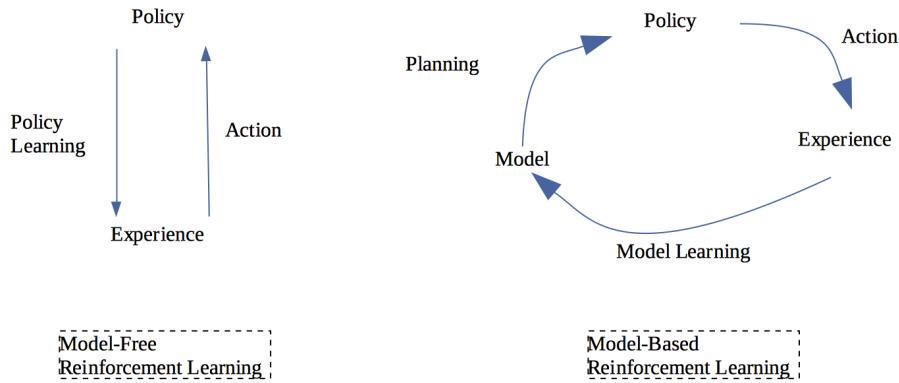 Policy
Policy
Learning
Action
Experience
Model-Free
Reinforcement Learning
Policy
Action
Planning
Experience
Model
Model Learning
Model-Based
Reinforcement Learning